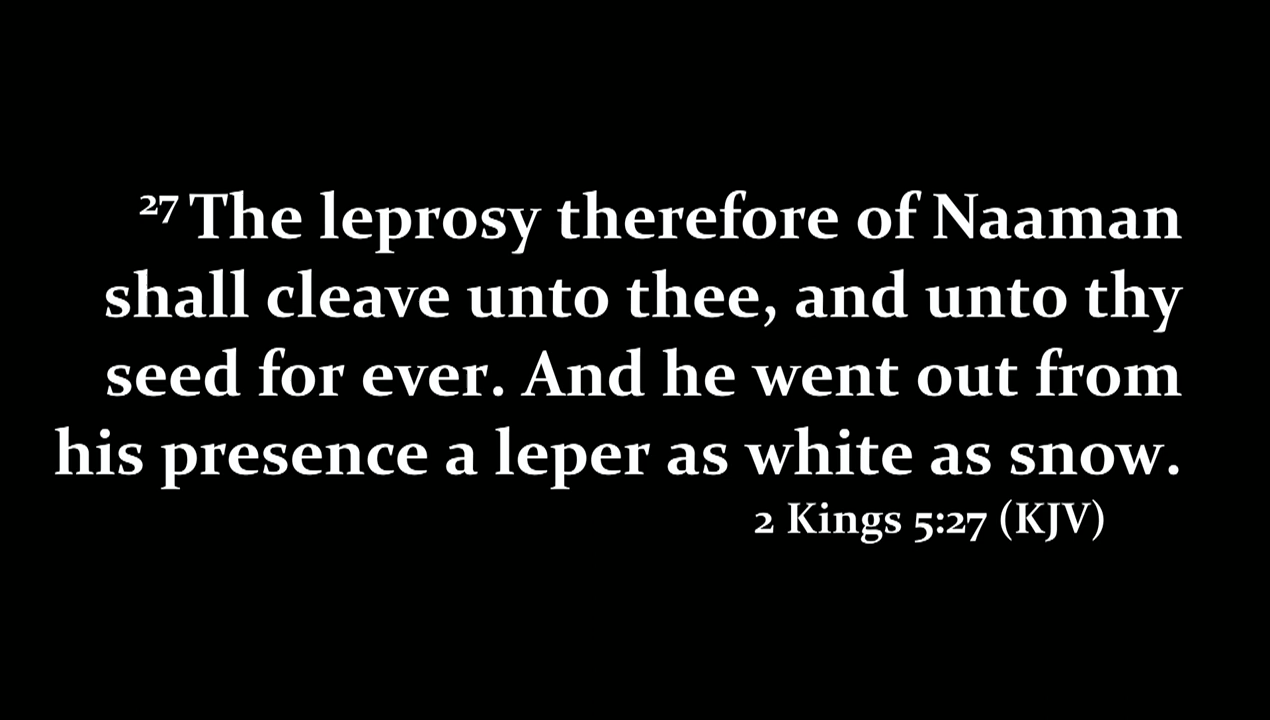 27 The leprosy therefore of Naaman
shall cleave unto thee, and unto thy
seed for ever. And he went out from
his presence a leper as white as snow.
2 Kings 5:27 (KJV)